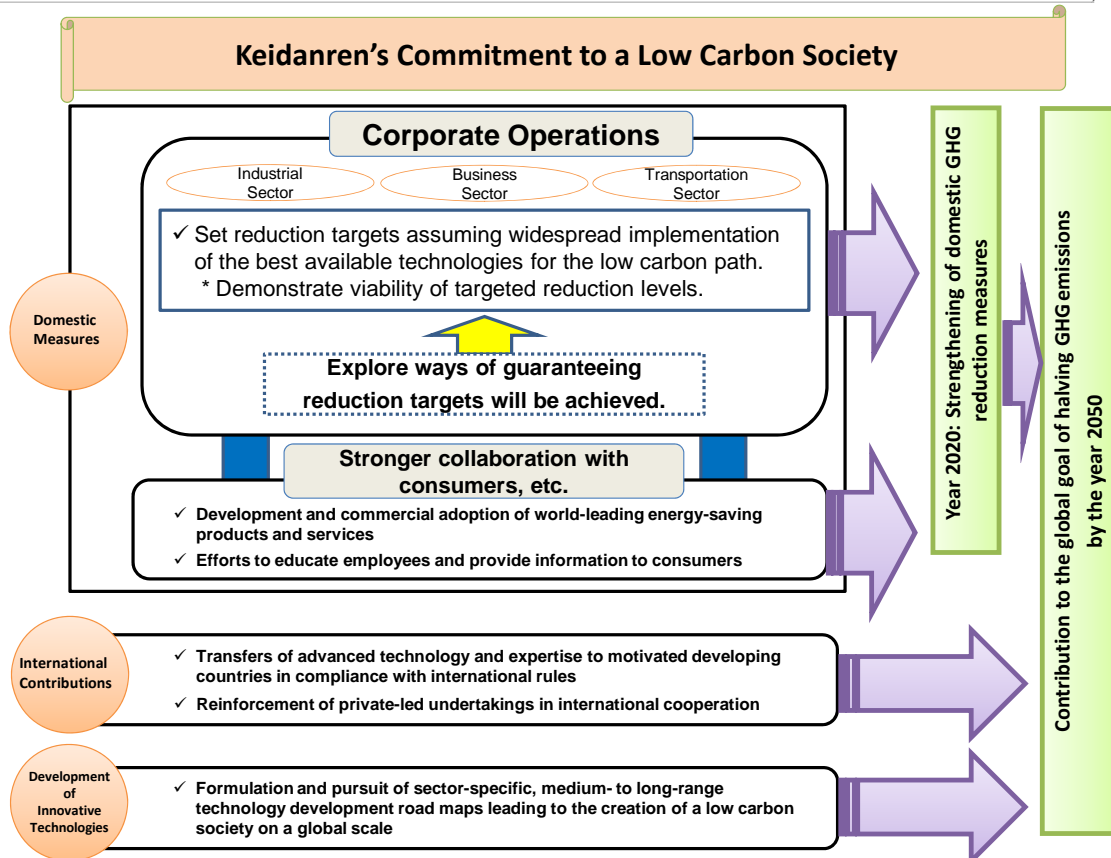 Keidanren's Commitment to a Low Carbon Society
Corporate Operations
Industrial
Sector
Business
Sector
Transportation
Sector
✓ Set reduction targets assuming widespread implementation
of the best available technologies for the low carbon path.
* Demonstrate viability of targeted reduction levels.
Domestic
Measures
Explore ways of guaranteeing
reduction targets will be achieved.
Stronger collaboration with
consumers, etc.
✓ Development and commercial adoption of world-leading energy-saving
products and services
✓ Efforts to educate employees and provide information to consumers
Year 2020: Strengthening of domestic GHG
reduction measures
Contribution to the global goal of halving GHG emissions
by the year 2050
International
Contributions
✓ Transfers of advanced technology and expertise to motivated developing
countries in compliance with international rules
✓ Reinforcement of private-led undertakings in international cooperation
Development
of
Innovative
Technologies
✓ Formulation and pursuit of sector-specific, medium- to long-range
technology development road maps leading to the creation of a low carbon
society on a global scale